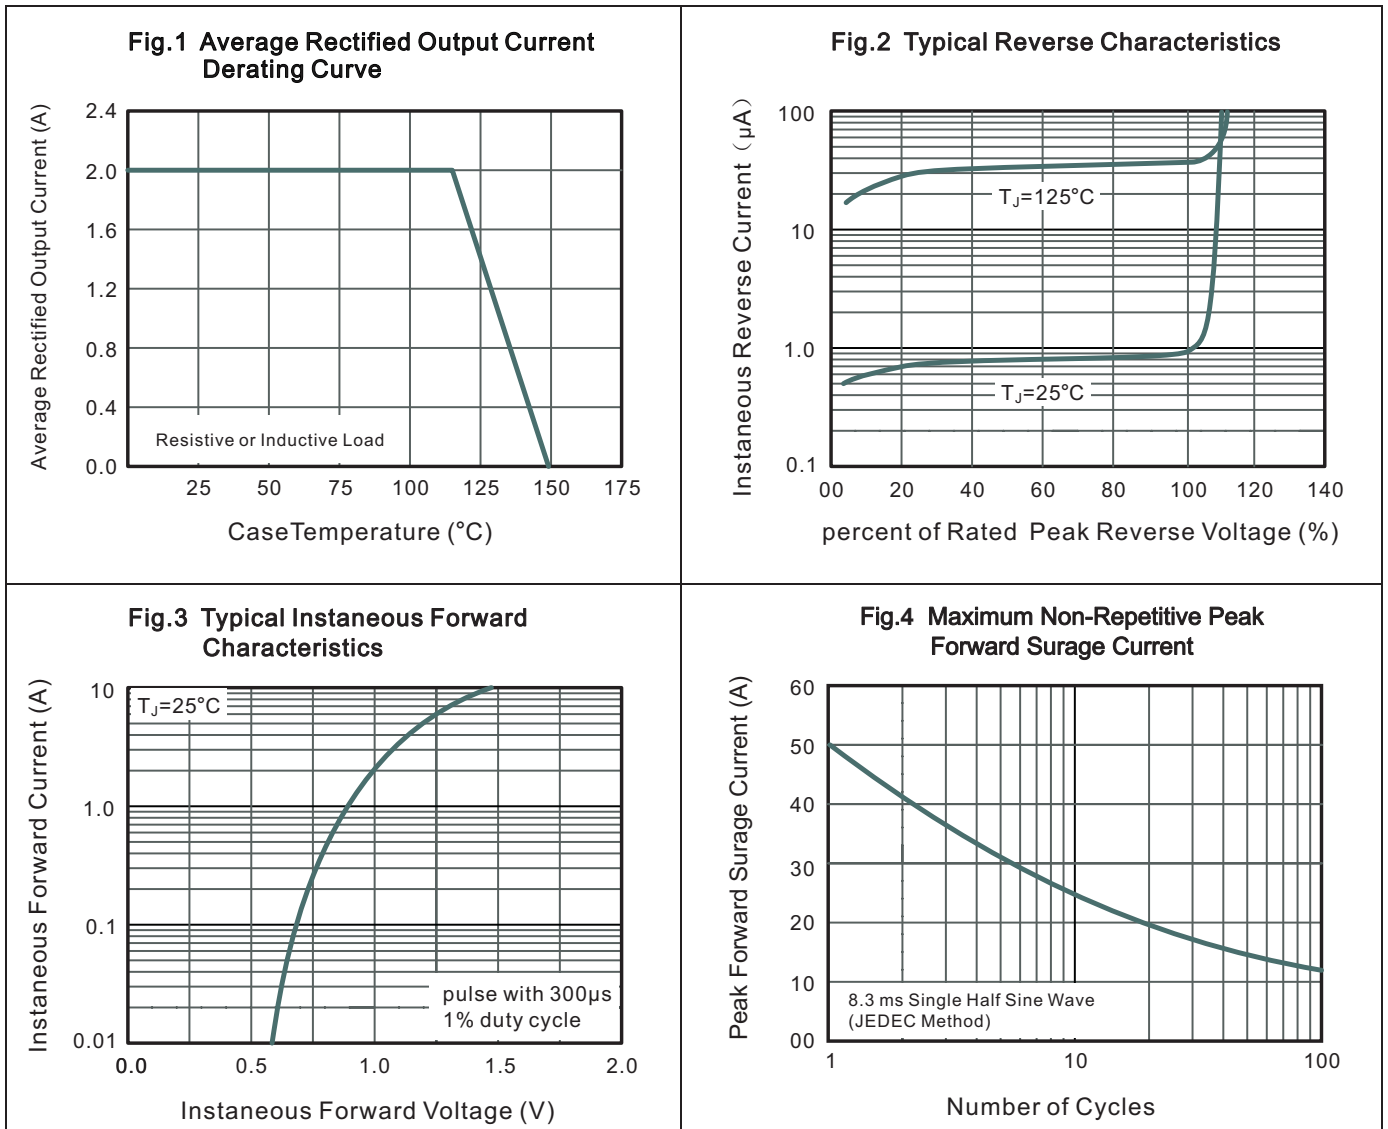 Fig.1 Average Rectified Output Current
Derating Curve
Average Rectified Output Current (A)
2.4
2.0
1.6
1.2
0.8
0.4
0.0
Resistive or Inductive Load
25 50 75 100 125 150 175
CaseTemperature (°C)
Fig.2 Typical Reverse Characteristics
Instaneous Reverse Current（μA）
100
10
1.0
0.1
TJ=125°C
TJ=25°C
00 20 40 60 80 100 120 140
percent of Rated Peak Reverse Voltage (%)
Fig.3 Typical Instaneous Forward
Characteristics
Instaneous Forward Current (A)
10
1.0
0.1
0.01
TJ=25°C
pulse with 300μs
1% duty cycle
0.0 0.5 1.0 1.5 2.0
Instaneous Forward Voltage (V)
Fig.4 Maximum Non-Repetitive Peak
Forward Surage Current
Peak Forward Surage Current (A)
60
50
40
30
20
10
00
8.3 ms Single Half Sine Wave
(JEDEC Method)
1 10 100
Number of Cycles